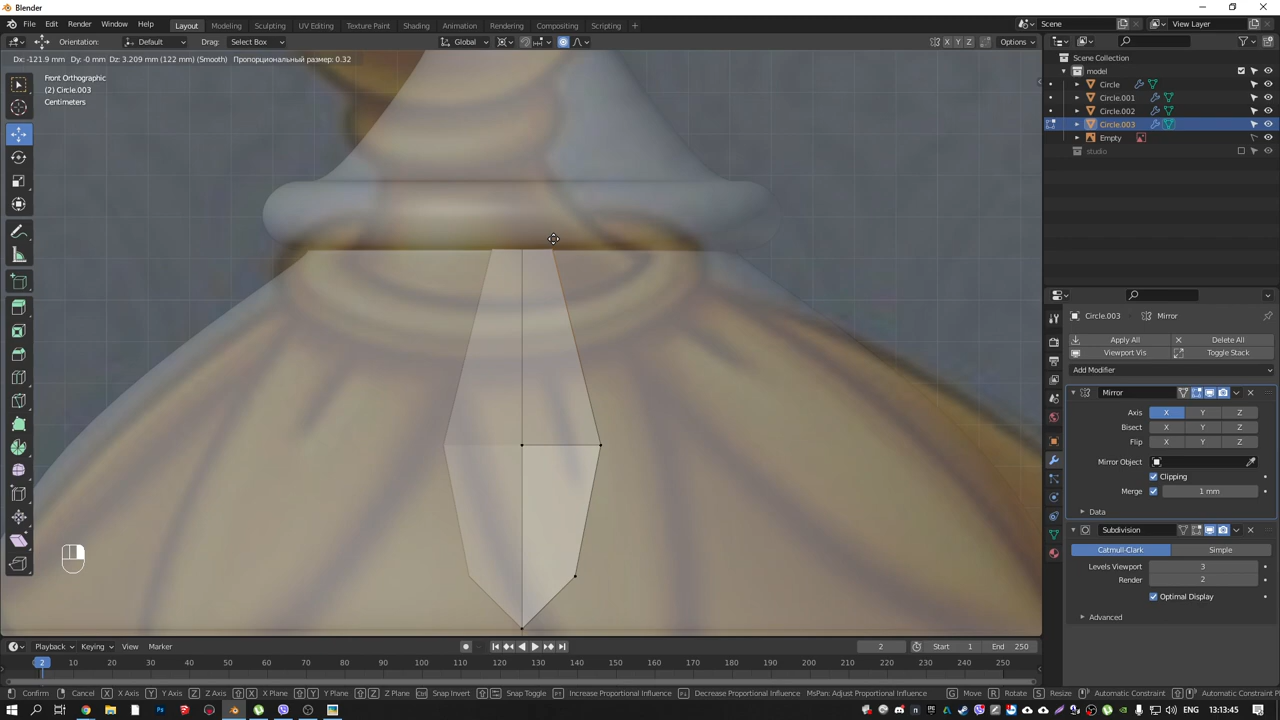 Blender
File Edit Render Window Help
Layout Modeling Sculpting UV Editing Texture Paint Shading Animation Rendering Compositing Scripting +
Scene View Layer
Orientation: Default Drag: Select Box Global X Y Z Options
Dx: -121.9 mm Dy: -0 mm Dz: 3.209 mm (122 mm) (Smooth) Пропорциональный размер: 0.32
Front Orthographic
(2) Circle.003
Centimeters
Scene Collection
model
Circle
Circle.001
Circle.002
Circle.003
Empty
studio
Circle.003 Mirror
Apply All Delete All
Viewport Vis Toggle Stack
Add Modifier
Mirror
Axis X Y Z
Bisect X Y Z
Flip X Y Z
Mirror Object
Clipping
Merge 1 mm
Data
Subdivision
Catmull-Clark Simple
Levels Viewport 3
Render 2
Optimal Display
Advanced
Playback Keying View Marker 2 Start 1 End 250
2 10 20 30 40 50 60 70 80 90 100 110 120 130 140 150 160 170 180 190 200 210 220 230 240 250
Confirm Cancel X X Axis Y Y Axis Z Z Axis X X Plane Y Y Plane Z Z Plane Ctrl Snap Invert Snap Toggle Increase Proportional Influence Decrease Proportional Influence MsPan: Adjust Proportional Influence G Move R Rotate S Resize Automatic Constraint Automatic Constraint
ENG 13:13:45